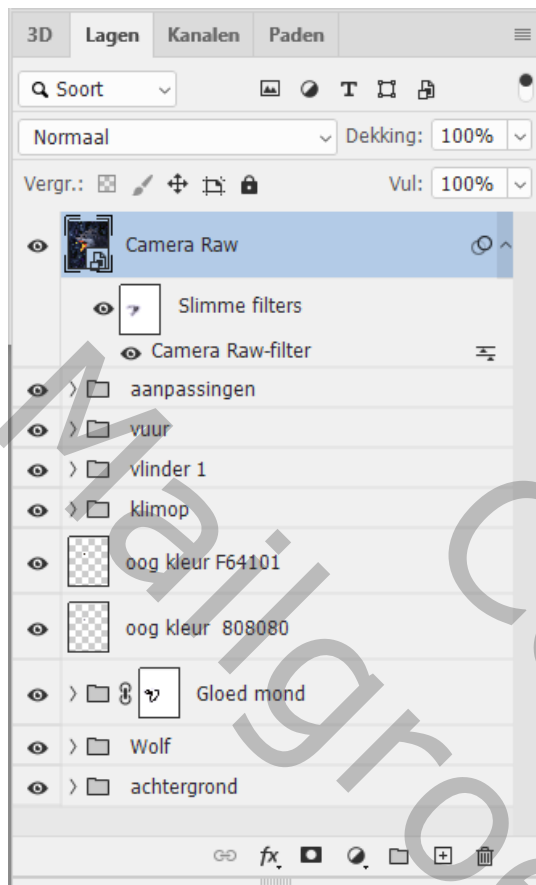 3D Lagen Kanalen Paden
Soort
Normaal Dekking: 100%
Vergr.: Vul: 100%
Camera Raw
Slimme filters
Camera Raw-filter
aanpassingen
vuur
vlinder 1
klimop
oog kleur F64101
oog kleur 808080
Gloed mond
Wolf
achtergrond
fx